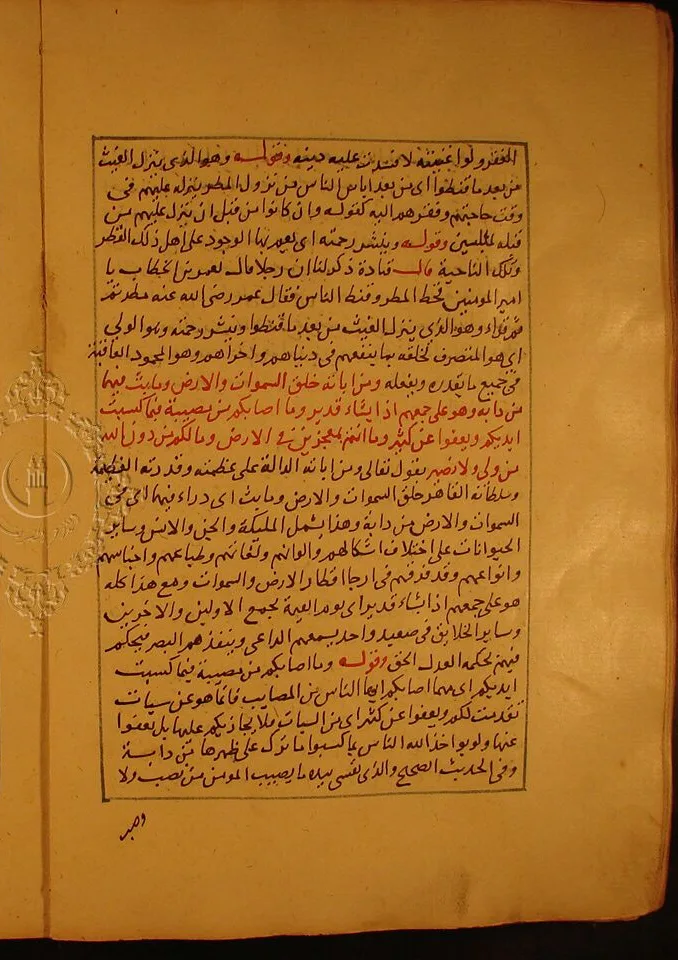 الفقر ولو اغنيته لافسدت عليه دينه وقوله وهو الذي ينزل الغيث
من بعد ما قنطوا اي من بعد اياس الناس من نزول المطر ينزله عليهم في
وقت حاجتهم وفقرهم اليه كقوله وان كانوا من قبل ان ينزل عليهم من
قبله لمبلسين وقوله وينشر رحمته اي يعم بها الوجود على اهل ذلك القطر
وتلك الناحية قال قتادة ذكر لنا ان رجلا قال لعمر بن الخطاب يا
امير المومنين قحط المطر وقنط الناس فقال عمر رضي الله عنه مطرتم
ثم قراء وهو الذي ينزل الغيث من بعد ما قنطوا وينشر رحمته وهو الولي
اي هو المتصرف لخلقه بما ينفعهم في دنياهم واخراهم وهو المحمود العاقبة
في جميع ما يقدره ويفعله ومن اياته خلق السموات والارض وما بث فيهما
من دابة وهو على جمعهم اذا يشاء قدير وما اصابكم من مصيبة فبما كسبت
ايديكم ويعفوا عن كثير وما انتم بمعجزين في الارض وما لكم من دون الله
من ولي ولا نصير يقول تعالى ومن اياته الدالة على عظمته وقدرته العظيمة
وسلطانه القاهر خلق السموات والارض وما بث اي ذراء فيهما اي في
السموات والارض من دابة وهذا يشمل المليكة والجن والانس وساير
الحيوانات على اختلاف اشكالهم والوانهم ولغاتهم وطباعهم واجناسهم
وانواعهم وقد فرقهم في ارجا اقطار الارض والسموات ومع هذا كله
هو على جمعهم اذا يشاء قدير اي يوم القيمة يجمع الاولين والاخرين
وساير الخلايق في صعيد واحد يسمعهم الداعي وينفذهم البصر فيحكم
فيهم بحكمه العدل الحق وقوله وما اصابكم من مصيبة فبما كسبت
ايديكم اي مهما اصابكم ايها الناس من المصايب فانما هو عن سيات
تقدمت لكم ويعفوا عن كثير اي من السيات فلا يجازيكم عليها بل يعفوا
عنها ولو يواخذ الله الناس بما كسبوا ما ترك على ظهرها من دابة
وفي الحديث الصحيح والذي نفسي بيده ما يصيب المومن من نصب ولا
وصب